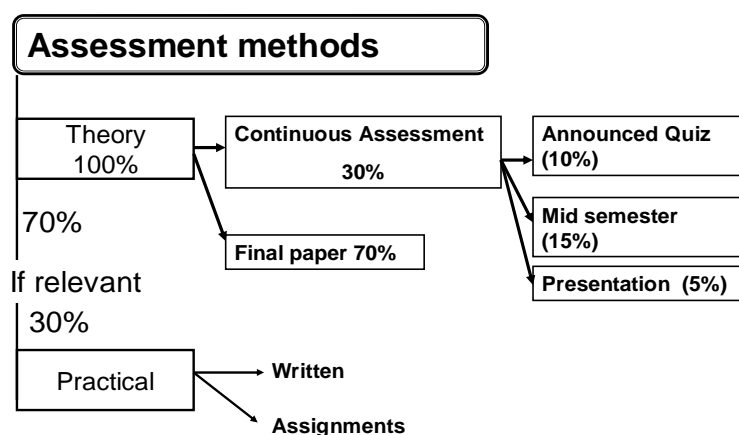 Assessment methods
Theory
100%
Continuous Assessment
30%
Announced Quiz
(10%)
Mid semester
(15%)
Presentation (5%)
Final paper 70%
70%
If relevant
30%
Practical
Written
Assignments